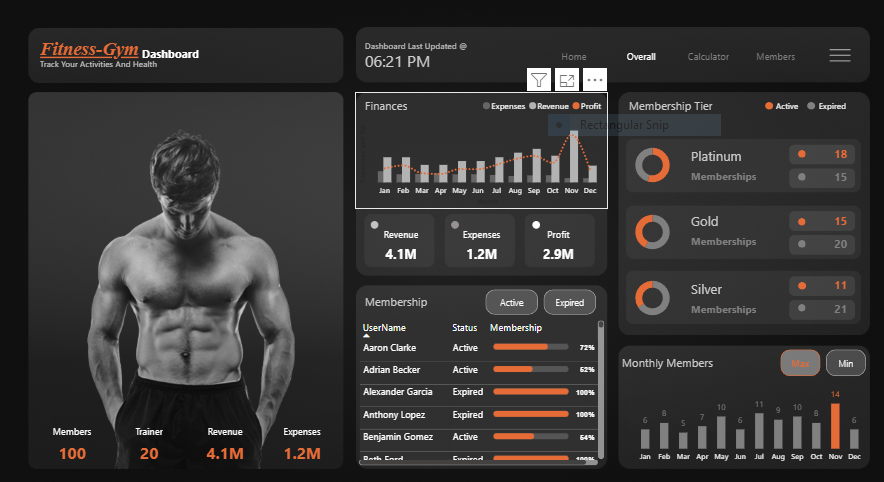 Fitness-Gym Dashboard
Track Your Activities And Health
Members Trainer Revenue Expenses
100 20 4.1M 1.2M
Dashboard Last Updated @
06:21 PM
Home Overall Calculator Members
Finances Expenses Revenue Profit
Rectangular Snip
Jan Feb Mar Apr May Jun Jul Aug Sep Oct Nov Dec
Revenue Expenses Profit
4.1M 1.2M 2.9M
Membership Active Expired
UserName Status Membership
Aaron Clarke Active 72%
Adrian Becker Active 52%
Alexander Garcia Expired 100%
Anthony Lopez Expired 100%
Benjamin Gomez Active 54%
Beth Ford Expired 100%
Membership Tier Active Expired
Platinum 18
Memberships 15
Gold 15
Memberships 20
Silver 11
Memberships 21
Monthly Members Max Min
6 8 5 7 10 6 11 9 10 8 14 6
Jan Feb Mar Apr May Jun Jul Aug Sep Oct Nov Dec